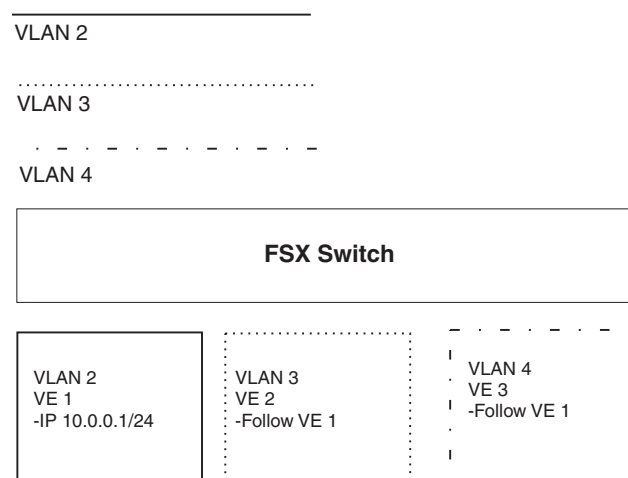 VLAN 2
VLAN 3
VLAN 4
FSX Switch
VLAN 2
VE 1
-IP 10.0.0.1/24
VLAN 3
VE 2
-Follow VE 1
VLAN 4
VE 3
-Follow VE 1